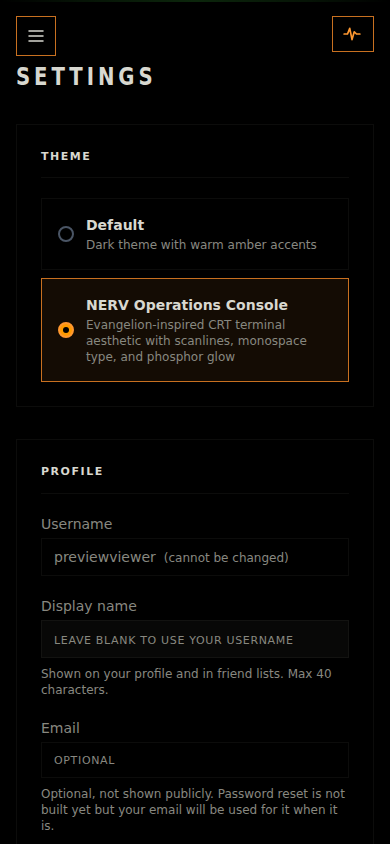 SETTINGS
THEME
Default
Dark theme with warm amber accents
NERV Operations Console
Evangelion-inspired CRT terminal
aesthetic with scanlines, monospace
type, and phosphor glow
PROFILE
Username
previewviewer (cannot be changed)
Display name
LEAVE BLANK TO USE YOUR USERNAME
Shown on your profile and in friend lists. Max 40
characters.
Email
OPTIONAL
Optional, not shown publicly. Password reset is not
built yet but your email will be used for it when it
is.